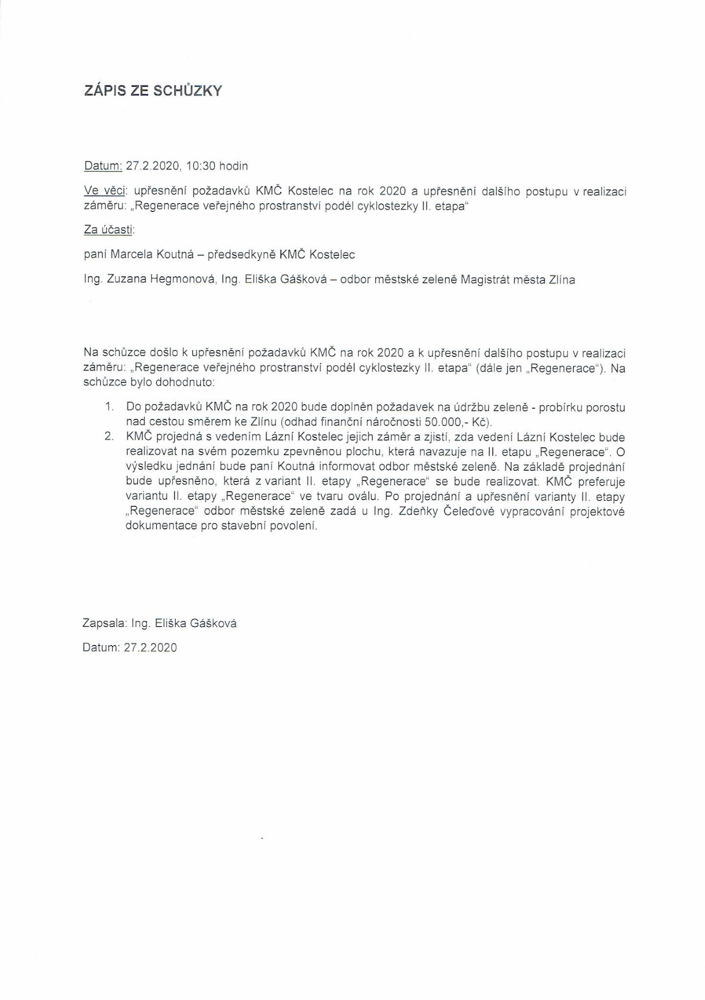 ZÁPIS ZE SCHŮZKY
Datum: 27.2.2020, 10:30 hodin
Ve věci: upřesnění požadavků KMČ Kostelec na rok 2020 a upřesnění dalšího postupu v realizaci
záměru: „Regenerace veřejného prostranství podél cyklostezky II. etapa“
Za účasti:
paní Marcela Koutná – předsedkyně KMČ Kostelec
Ing. Zuzana Hegmonová, Ing. Eliška Gášková – odbor městské zeleně Magistrát města Zlína
Na schůzce došlo k upřesnění požadavků KMČ na rok 2020 a k upřesnění dalšího postupu v realizaci
záměru: „Regenerace veřejného prostranství podél cyklostezky II. etapa“ (dále jen „Regenerace“). Na
schůzce bylo dohodnuto:
1. Do požadavků KMČ na rok 2020 bude doplněn požadavek na údržbu zeleně - probírku porostu
nad cestou směrem ke Zlínu (odhad finanční náročnosti 50.000,- Kč).
2. KMČ projedná s vedením Lázní Kostelec jejich záměr a zjistí, zda vedení Lázní Kostelec bude
realizovat na svém pozemku zpevněnou plochu, která navazuje na II. etapu „Regenerace“. O
výsledku jednání bude paní Koutná informovat odbor městské zeleně. Na základě projednání
bude upřesněno, která z variant II. etapy „Regenerace“ se bude realizovat. KMČ preferuje
variantu II. etapy „Regenerace“ ve tvaru oválu. Po projednání a upřesnění varianty II. etapy
„Regenerace“ odbor městské zeleně zadá u Ing. Zdeňky Čeleďové vypracování projektové
dokumentace pro stavební povolení.
Zapsala: Ing. Eliška Gášková
Datum: 27.2.2020